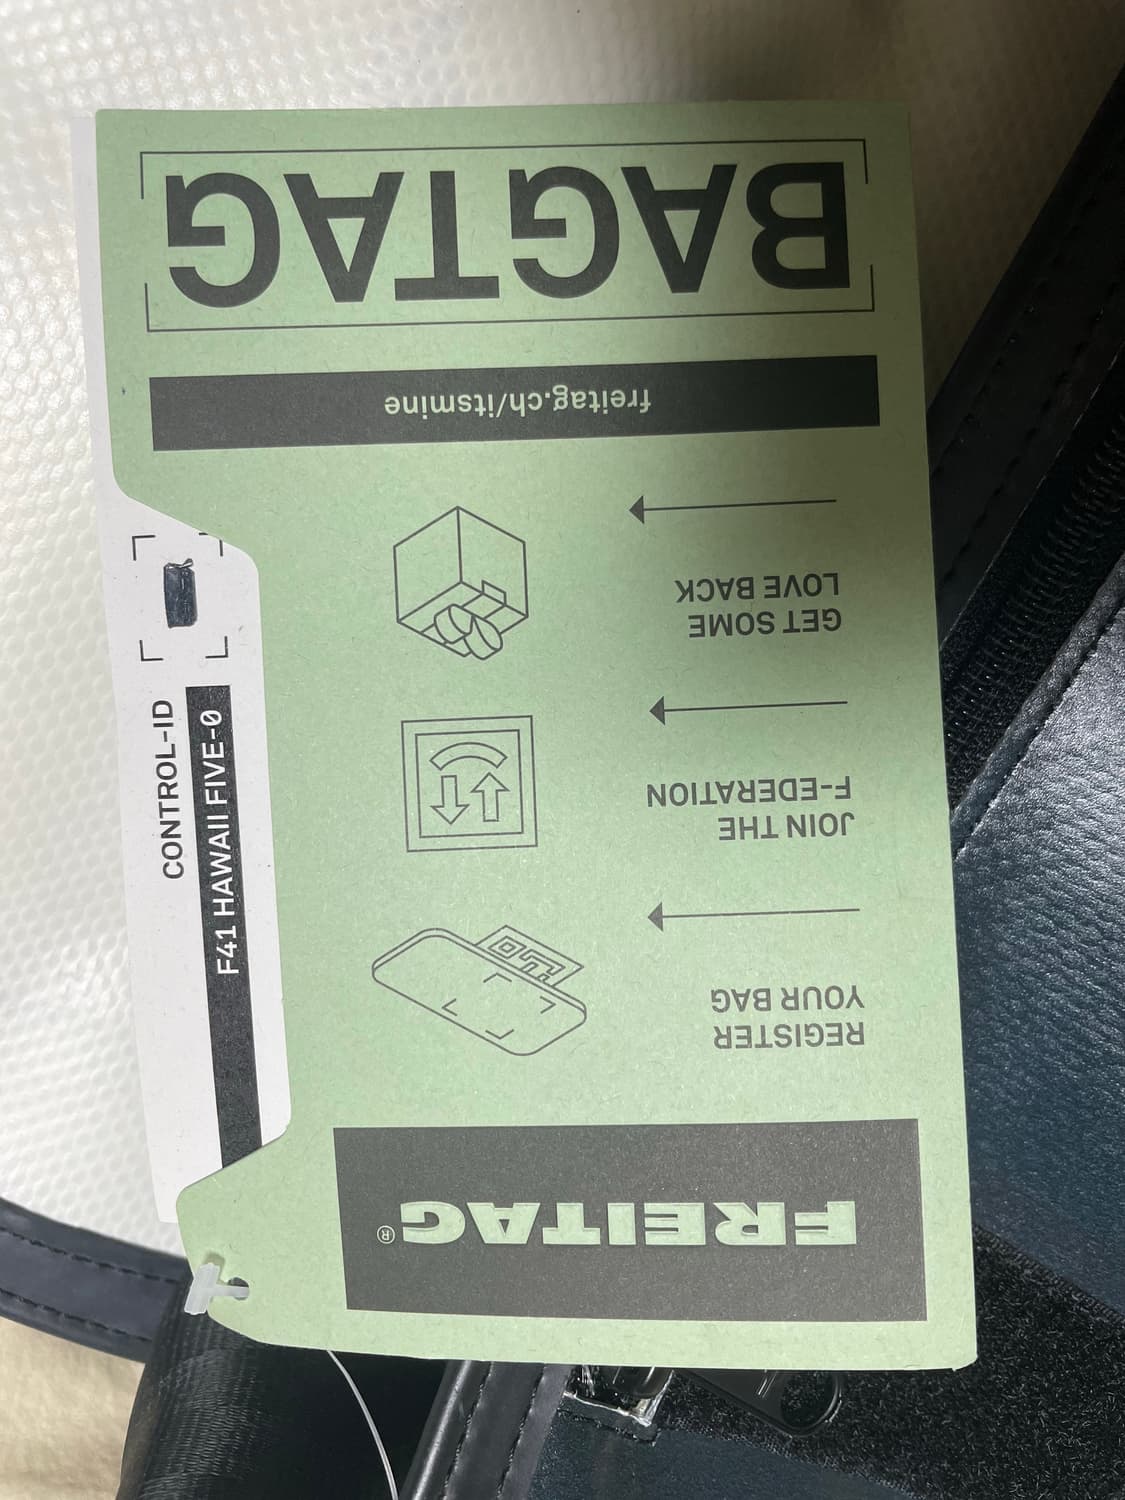 BAGTAG
freitag.ch/itsmine
GET SOME
LOVE BACK
JOIN THE
F-EDERATION
REGISTER
YOUR BAG
FREITAG®
CONTROL-ID
F41 HAWAII FIVE-0